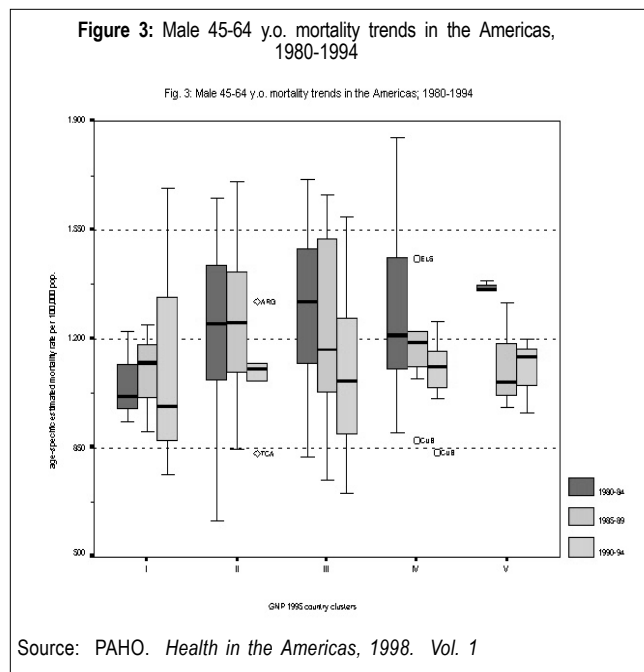 Figure 3: Male 45-64 y.o. mortality trends in the Americas,
1980-1994
Fig. 3: Male 45-64 y.o. mortality trends in the Americas; 1980-1994
age-specific estimated mortality rate per 100,000 pop.
1.900
1.550
1.200
850
500
ARG
TCA
ELS
CUB
CUB
1980-84
1985-89
1990-94
I II III IV V
GNP 1995 country clusters
Source: PAHO. Health in the Americas, 1998. Vol. 1